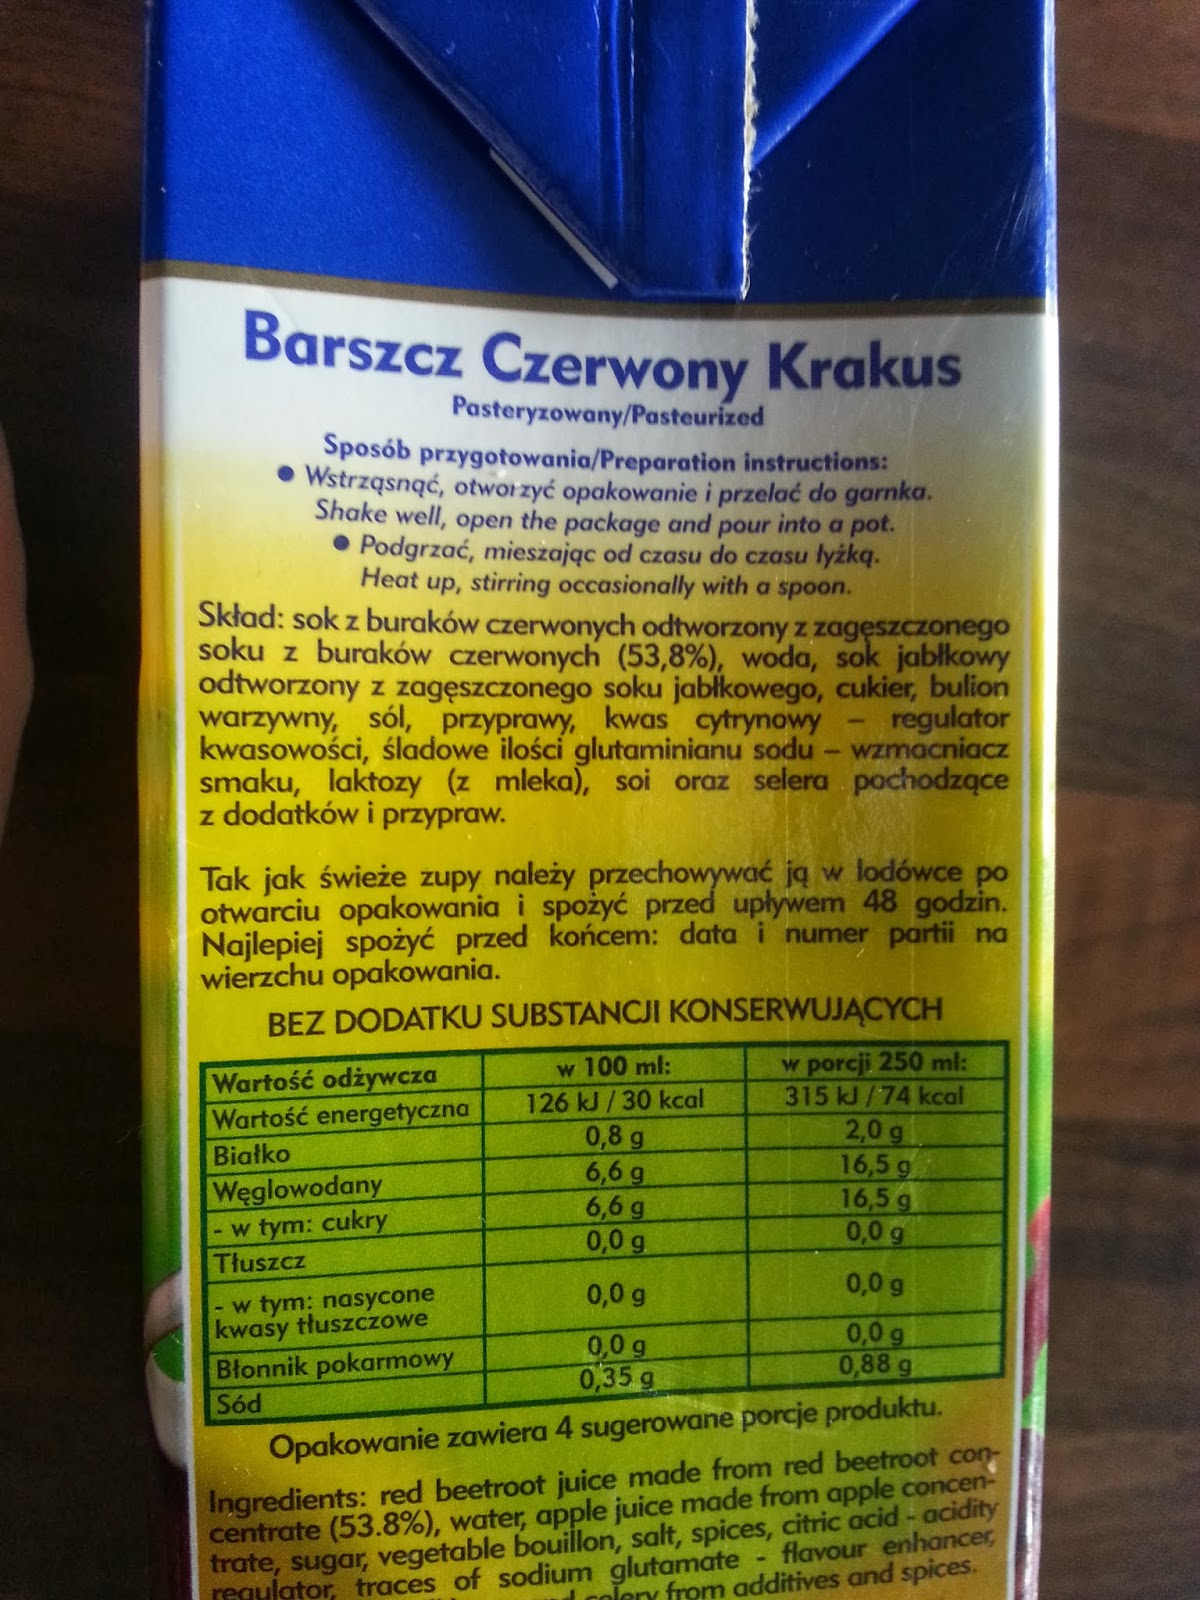 Barszcz Czerwony Krakus
Pasteryzowany/Pasteurized
Sposób przygotowania/Preparation instructions:
● Wstrząsnąć, otworzyć opakowanie i przelać do garnka.
Shake well, open the package and pour into a pot.
● Podgrzać, mieszając od czasu do czasu łyżką.
Heat up, stirring occasionally with a spoon.
Skład: sok z buraków czerwonych odtworzony z zagęszczonego
soku z buraków czerwonych (53,8%), woda, sok jabłkowy
odtworzony z zagęszczonego soku jabłkowego, cukier, bulion
warzywny, sól, przyprawy, kwas cytrynowy – regulator
kwasowości, śladowe ilości glutaminianu sodu – wzmacniacz
smaku, laktozy (z mleka), soi oraz selera pochodzące
z dodatków i przypraw.
Tak jak świeże zupy należy przechowywać ją w lodówce po
otwarciu opakowania i spożyć przed upływem 48 godzin.
Najlepiej spożyć przed końcem: data i numer partii na
wierzchu opakowania.
BEZ DODATKU SUBSTANCJI KONSERWUJĄCYCH
Wartość odżywcza w 100 ml: w porcji 250 ml:
Wartość energetyczna 126 kJ / 30 kcal 315 kJ / 74 kcal
Białko 0,8 g 2,0 g
Węglowodany 6,6 g 16,5 g
- w tym: cukry 6,6 g 16,5 g
Tłuszcz 0,0 g 0,0 g
- w tym: nasycone
kwasy tłuszczowe 0,0 g 0,0 g
Błonnik pokarmowy 0,0 g 0,0 g
Sód 0,35 g 0,88 g
Opakowanie zawiera 4 sugerowane porcje produktu.
Ingredients: red beetroot juice made from red beetroot con-
centrate (53.8%), water, apple juice made from apple concen-
trate, sugar, vegetable bouillon, salt, spices, citric acid - acidity
regulator, traces of sodium glutamate - flavour enhancer,
celery from additives and spices.